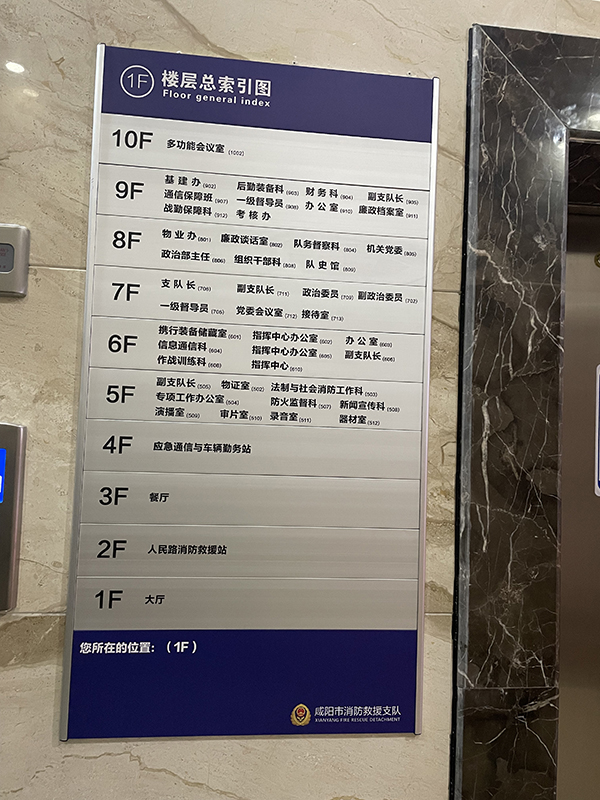 1F 楼层总索引图
Floor general index
10F 多功能会议室 (1002)
9F 基建办 (902) 后勤装备科 (903) 财务科 (904) 副支队长 (905)
通信保障班 (907) 一级督导员 (908) 办公室 (910) 廉政档案室 (911)
战勤保障科 (912) 考核办
8F 物业办 (801) 廉政谈话室 (802) 队务督察科 (804) 机关党委 (805)
政治部主任 (806) 组织干部科 (808) 队史馆 (809)
7F 支队长 (708) 副支队长 (711) 政治委员 (703) 副政治委员 (702)
一级督导员 (705) 党委会议室 (712) 接待室 (713)
6F 携行装备储藏室 (601) 指挥中心办公室 (602) 办公室 (603)
信息通信科 (604) 指挥中心办公室 (605) 副支队长 (606)
作战训练科 (608) 指挥中心 (610)
5F 副支队长 (505) 物证室 (502) 法制与社会消防工作科 (503)
专项工作办公室 (504) 防火监督科 (507) 新闻宣传科 (508)
演播室 (509) 审片室 (510) 录音室 (511) 器材室 (512)
4F 应急通信与车辆勤务站
3F 餐厅
2F 人民路消防救援站
1F 大厅
您所在的位置:（1F）
咸阳市消防救援支队
XIANYANG FIRE RESCUE DETACHMENT